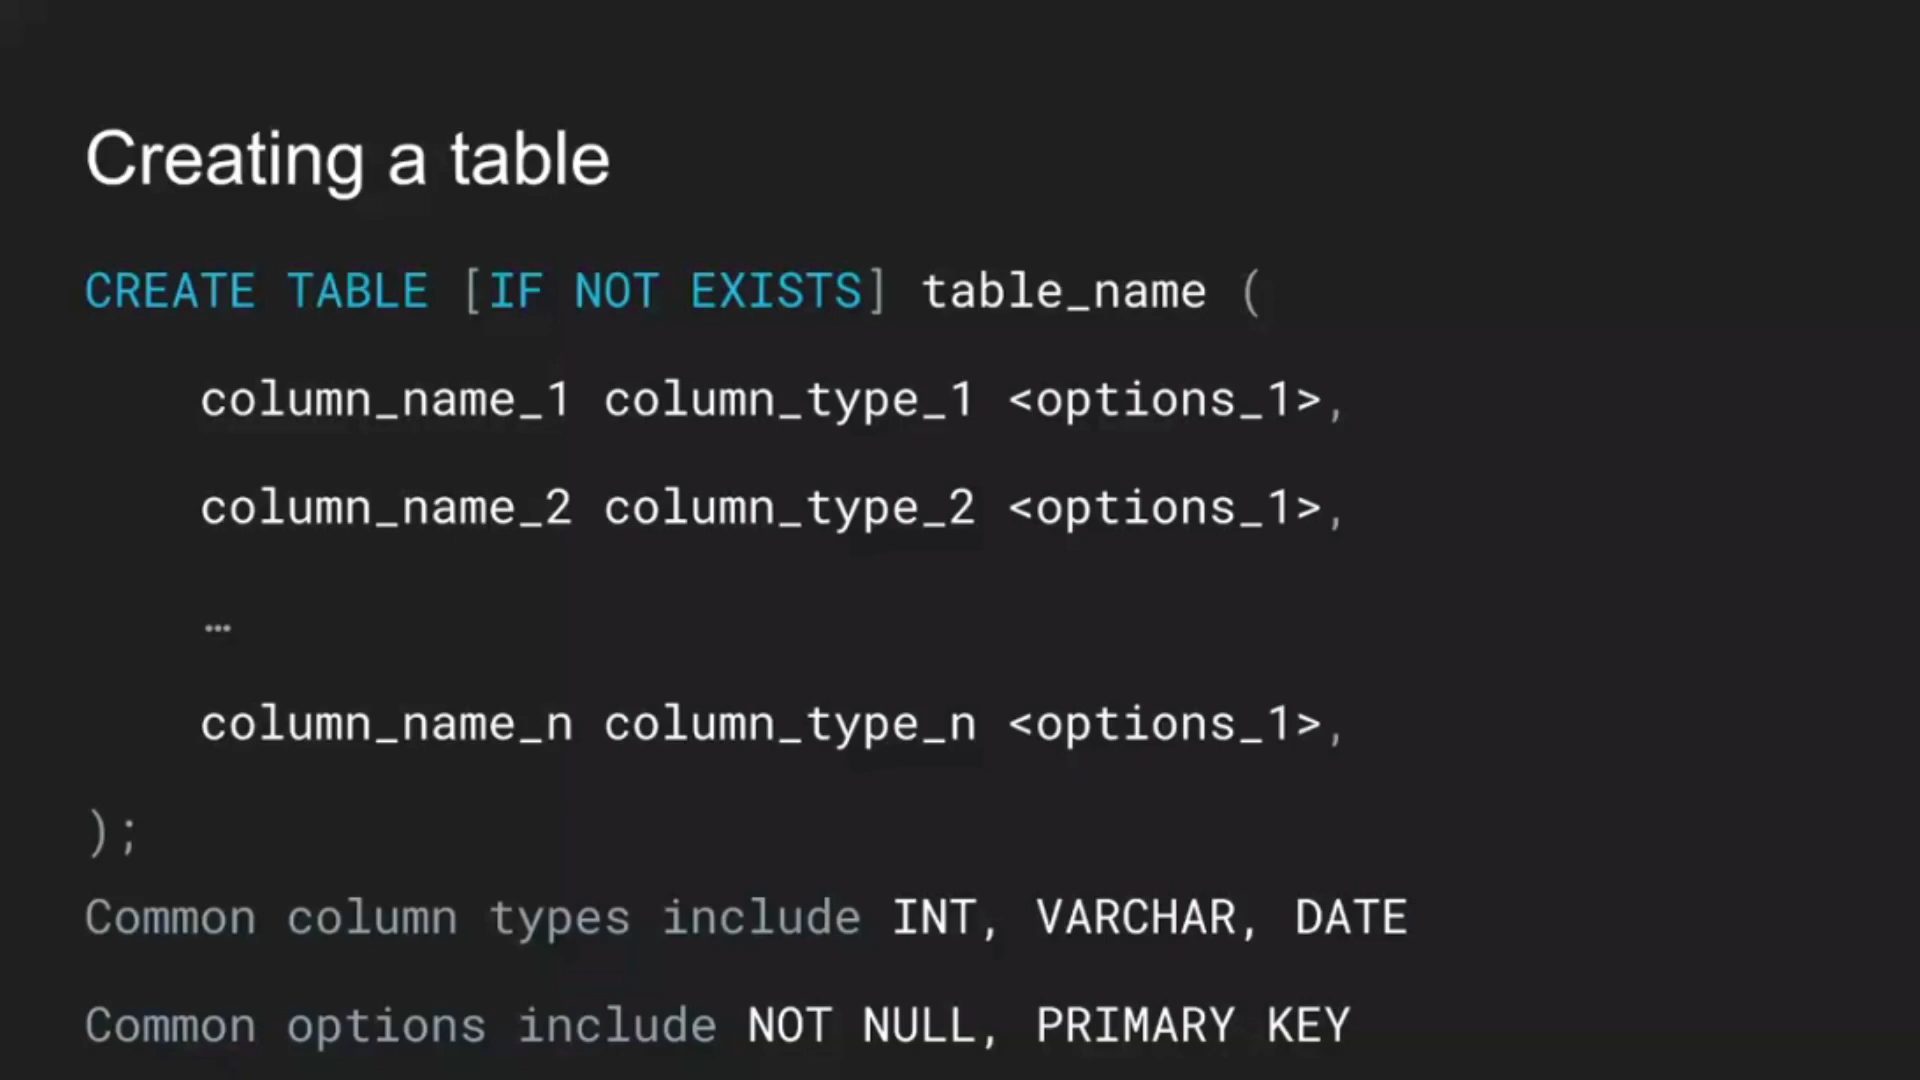 Creating a table
CREATE TABLE [IF NOT EXISTS] table_name (
column_name_1 column_type_1 <options_1>,
column_name_2 column_type_2 <options_1>,
…
column_name_n column_type_n <options_1>,
);
Common column types include INT, VARCHAR, DATE
Common options include NOT NULL, PRIMARY KEY